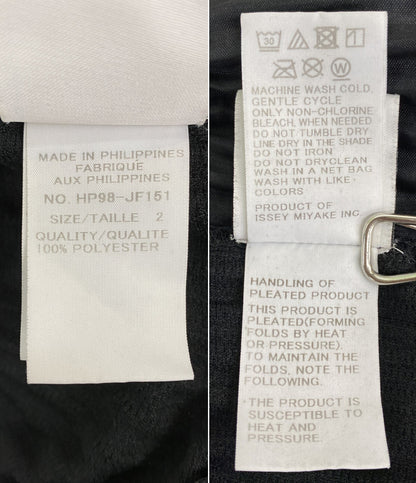 MADE IN PHILIPPINES
FABRIQUE
AUX PHILIPPINES
NO. HP98-JF151
SIZE/TAILLE 2
QUALITY/QUALITE
100% POLYESTER
30
MACHINE WASH COLD,
GENTLE CYCLE
ONLY NON-CHLORINE
BLEACH, WHEN NEEDED
DO NOT TUMBLE DRY
LINE DRY IN THE SHADE
DO NOT IRON
DO NOT DRYCLEAN
WASH IN A NET BAG
WASH WITH LIKE
COLORS
PRODUCT OF
ISSEY MIYAKE INC.
HANDLING OF
PLEATED PRODUCT
THIS PRODUCT IS
PLEATED(FORMING
FOLDS BY HEAT
OR PRESSURE).
TO MAINTAIN THE
FOLDS, NOTE THE
FOLLOWING.
THIS PRODUCT IS
SUSCEPTIBLE TO
HEAT AND
PRESSURE.